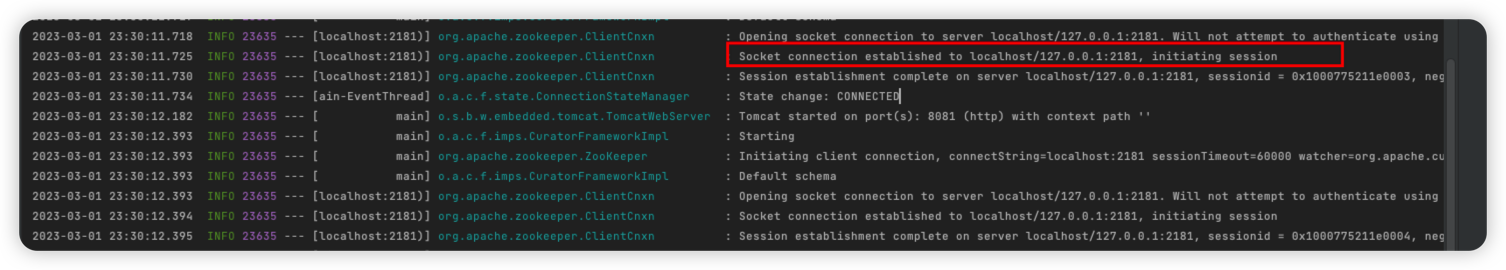 2023-03-01 23:30:11.718  INFO 23635 --- [localhost:2181)] org.apache.zookeeper.ClientCnxn          : Opening socket connection to server localhost/127.0.0.1:2181. Will not attempt to authenticate using
2023-03-01 23:30:11.725  INFO 23635 --- [localhost:2181)] org.apache.zookeeper.ClientCnxn            Socket connection established to localhost/127.0.0.1:2181, initiating session
2023-03-01 23:30:11.730  INFO 23635 --- [localhost:2181)] org.apache.zookeeper.ClientCnxn          : Session establishment complete on server localhost/127.0.0.1:2181, sessionid = 0x1000775211e0003, neg
2023-03-01 23:30:11.734  INFO 23635 --- [ain-EventThread] o.a.c.f.state.ConnectionStateManager     : State change: CONNECTED
2023-03-01 23:30:12.182  INFO 23635 --- [           main] o.s.b.w.embedded.tomcat.TomcatWebServer  : Tomcat started on port(s): 8081 (http) with context path ''
2023-03-01 23:30:12.393  INFO 23635 --- [           main] o.a.c.f.imps.CuratorFrameworkImpl        : Starting
2023-03-01 23:30:12.393  INFO 23635 --- [           main] org.apache.zookeeper.ZooKeeper           : Initiating client connection, connectString=localhost:2181 sessionTimeout=60000 watcher=org.apache.cu
2023-03-01 23:30:12.393  INFO 23635 --- [           main] o.a.c.f.imps.CuratorFrameworkImpl        : Default schema
2023-03-01 23:30:12.393  INFO 23635 --- [localhost:2181)] org.apache.zookeeper.ClientCnxn          : Opening socket connection to server localhost/127.0.0.1:2181. Will not attempt to authenticate using
2023-03-01 23:30:12.394  INFO 23635 --- [localhost:2181)] org.apache.zookeeper.ClientCnxn          : Socket connection established to localhost/127.0.0.1:2181, initiating session
2023-03-01 23:30:12.395  INFO 23635 --- [localhost:2181)] org.apache.zookeeper.ClientCnxn          : Session establishment complete on server localhost/127.0.0.1:2181, sessionid = 0x1000775211e0004, neg